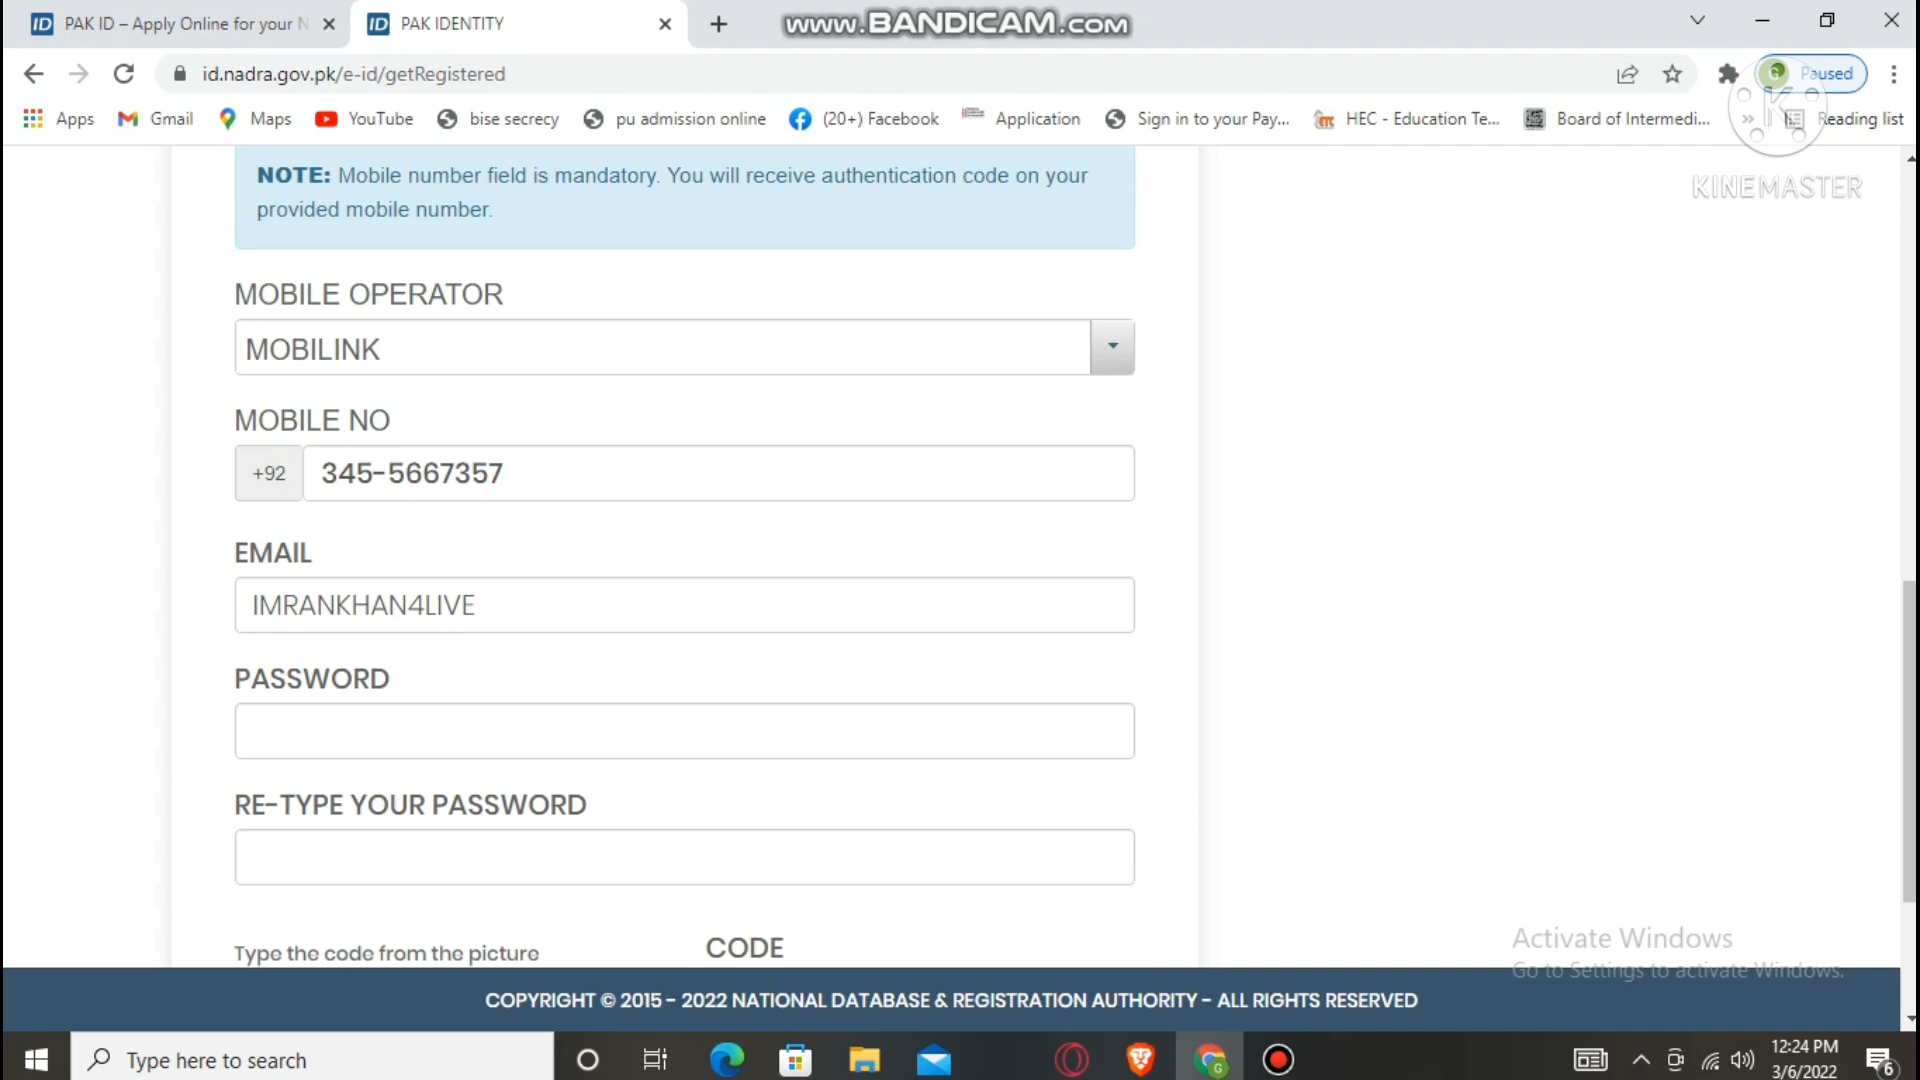 PAK ID – Apply Online for your N
PAK IDENTITY
www.BANDICAM.com
id.nadra.gov.pk/e-id/getRegistered
G
Paused
Apps
Gmail
Maps
YouTube
bise secrecy
pu admission online
(20+) Facebook
Application
Sign in to your Pay...
HEC - Education Te...
Board of Intermedi...
»
Reading list
KINEMASTER
NOTE: Mobile number field is mandatory. You will receive authentication code on your
provided mobile number.
MOBILE OPERATOR
MOBILINK
MOBILE NO
+92
345-5667357
EMAIL
IMRANKHAN4LIVE
PASSWORD
RE-TYPE YOUR PASSWORD
Type the code from the picture
CODE
Activate Windows
Go to Settings to activate Windows.
COPYRIGHT © 2015 - 2022 NATIONAL DATABASE & REGISTRATION AUTHORITY - ALL RIGHTS RESERVED
Type here to search
12:24 PM
3/6/2022
6